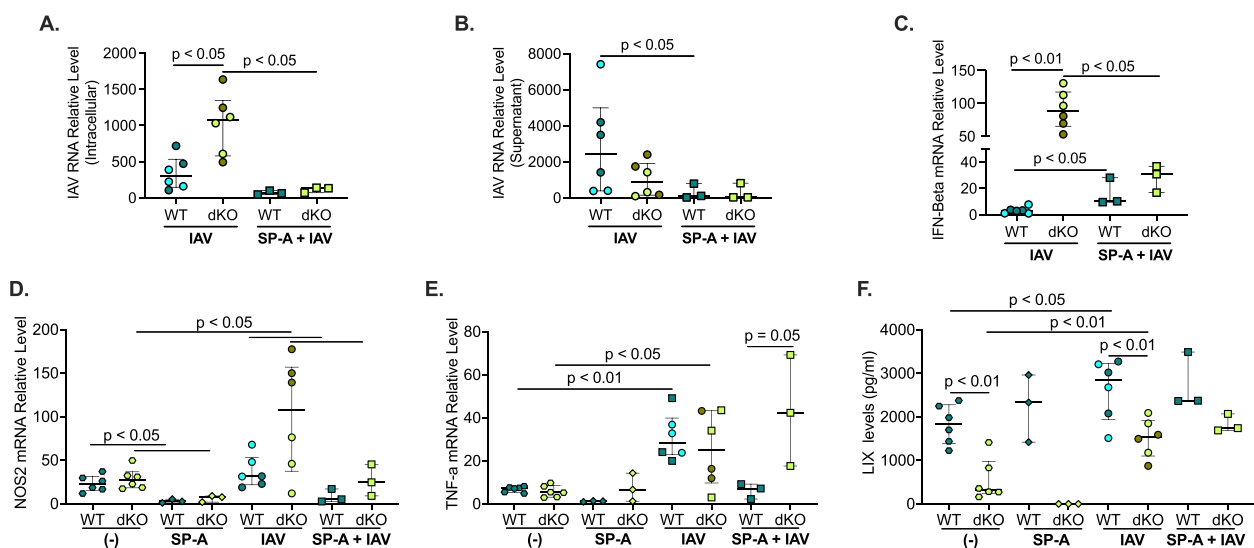 A.
IAV RNA Relative Level
(Intracellular)
2000
1500
1000
500
0
p < 0.05
p < 0.05
WT dKO WT dKO
IAV SP-A + IAV
B.
IAV RNA Relative Level
(Supernatant)
8000
6000
4000
2000
0
p < 0.05
WT dKO WT dKO
IAV SP-A + IAV
C.
IFN-Beta mRNA Relative Level
150
100
50
40
20
0
p < 0.01
p < 0.05
p < 0.05
WT dKO WT dKO
IAV SP-A + IAV
D.
NOS2 mRNA Relative Level
200
150
100
50
0
p < 0.05
p < 0.05
WT dKO WT dKO WT dKO WT dKO
(-) SP-A IAV SP-A + IAV
E.
TNF-a mRNA Relative Level
80
60
40
20
0
p = 0.05
p < 0.05
p < 0.01
WT dKO WT dKO WT dKO WT dKO
(-) SP-A IAV SP-A + IAV
F.
LIX levels (pg/ml)
4000
3000
2000
1000
0
p < 0.05
p < 0.01
p < 0.01
p < 0.01
WT dKO WT dKO WT dKO WT dKO
(-) SP-A IAV SP-A + IAV